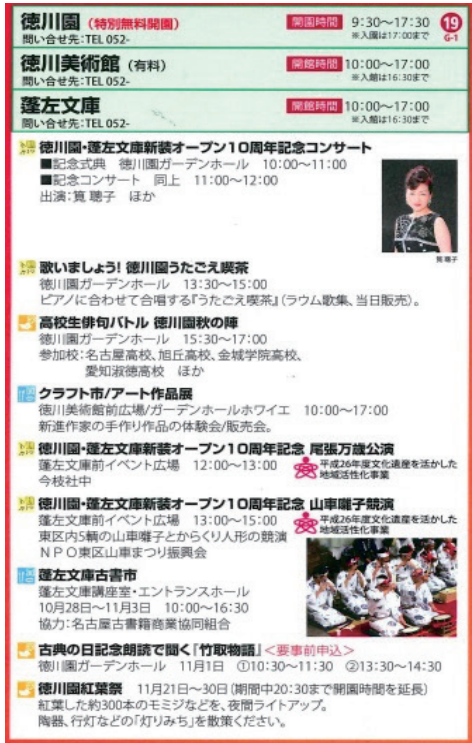 徳川園（特別無料開園）
開園時間 9:30～17:30
問い合せ先:TEL 052-
※入園は17:00まで
19
G-1
徳川美術館（有料）
開館時間 10:00～17:00
問い合せ先:TEL 052-
※入館は16:30まで
蓬左文庫
開館時間 10:00～17:00
問い合せ先:TEL 052-
※入館は16:30まで
徳川園・蓬左文庫新装オープン10周年記念コンサート
■記念式典　徳川園ガーデンホール　10:00～11:00
■記念コンサート　同上　11:00～12:00
出演:筧 聰子　ほか
筧 聰子
歌いましょう! 徳川園うたごえ喫茶
徳川園ガーデンホール　13:30～15:00
ピアノに合わせて合唱する『うたごえ喫茶』（ラウム歌集、当日販売）。
高校生俳句バトル 徳川園秋の陣
徳川園ガーデンホール　15:30～17:00
参加校:名古屋高校、旭丘高校、金城学院高校、
愛知淑徳高校　ほか
クラフト市/アート作品展
徳川美術館前広場/ガーデンホールホワイエ　10:00～17:00
新進作家の手作り作品の体験会/販売会。
徳川園・蓬左文庫新装オープン10周年記念 尾張万歳公演
蓬左文庫前イベント広場　12:00～13:00
今枝社中
平成26年度文化遺産を活かした
地域活性化事業
徳川園・蓬左文庫新装オープン10周年記念 山車囃子競演
蓬左文庫前イベント広場　13:00～15:00
東区内5輌の山車囃子とからくり人形の競演
ＮＰＯ東区山車まつり振興会
平成26年度文化遺産を活かした
地域活性化事業
蓬左文庫古書市
蓬左文庫講座室・エントランスホール
10月28日～11月3日　10:00～16:30
協力:名古屋古書籍商業協同組合
古典の日記念朗読で聞く『竹取物語』＜要事前申込＞
徳川園ガーデンホール　11月1日　①10:30～11:30　②13:30～14:30
徳川園紅葉祭　11月21日～30日（期間中20:30まで開園時間を延長）
紅葉した約300本のモミジなどを、夜間ライトアップ。
陶器、行灯などの「灯りみち」を散策ください。